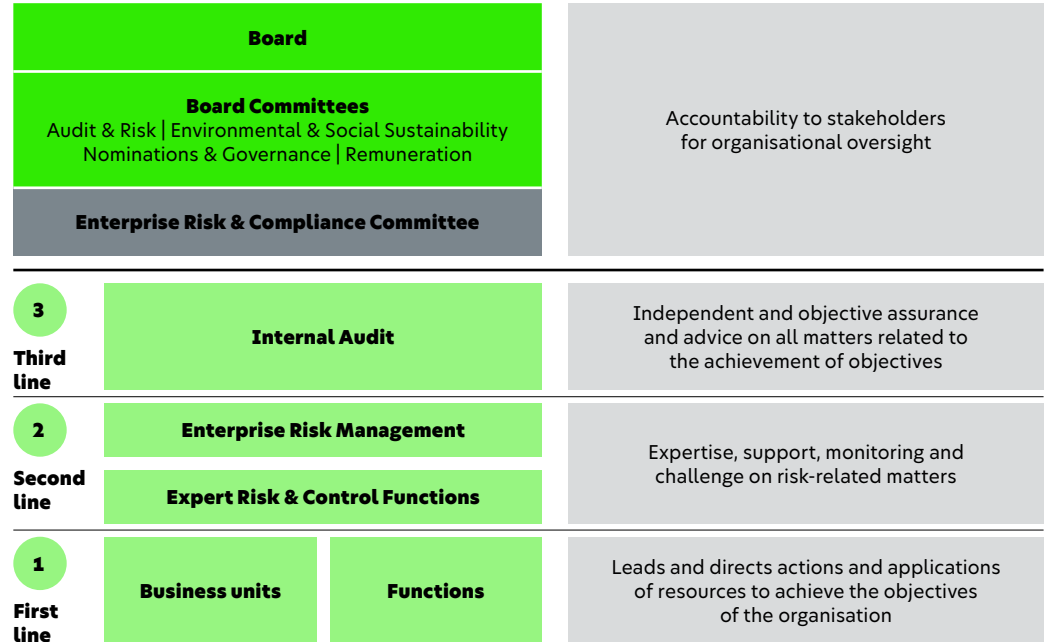 Board
Board Committees
Audit & Risk | Environmental & Social Sustainability
Nominations & Governance | Remuneration
Enterprise Risk & Compliance Committee
Accountability to stakeholders
for organisational oversight
3
Third
line
Internal Audit
Independent and objective assurance
and advice on all matters related to
the achievement of objectives
2
Second
line
Enterprise Risk Management
Expert Risk & Control Functions
Expertise, support, monitoring and
challenge on risk-related matters
1
First
line
Business units
Functions
Leads and directs actions and applications
of resources to achieve the objectives
of the organisation